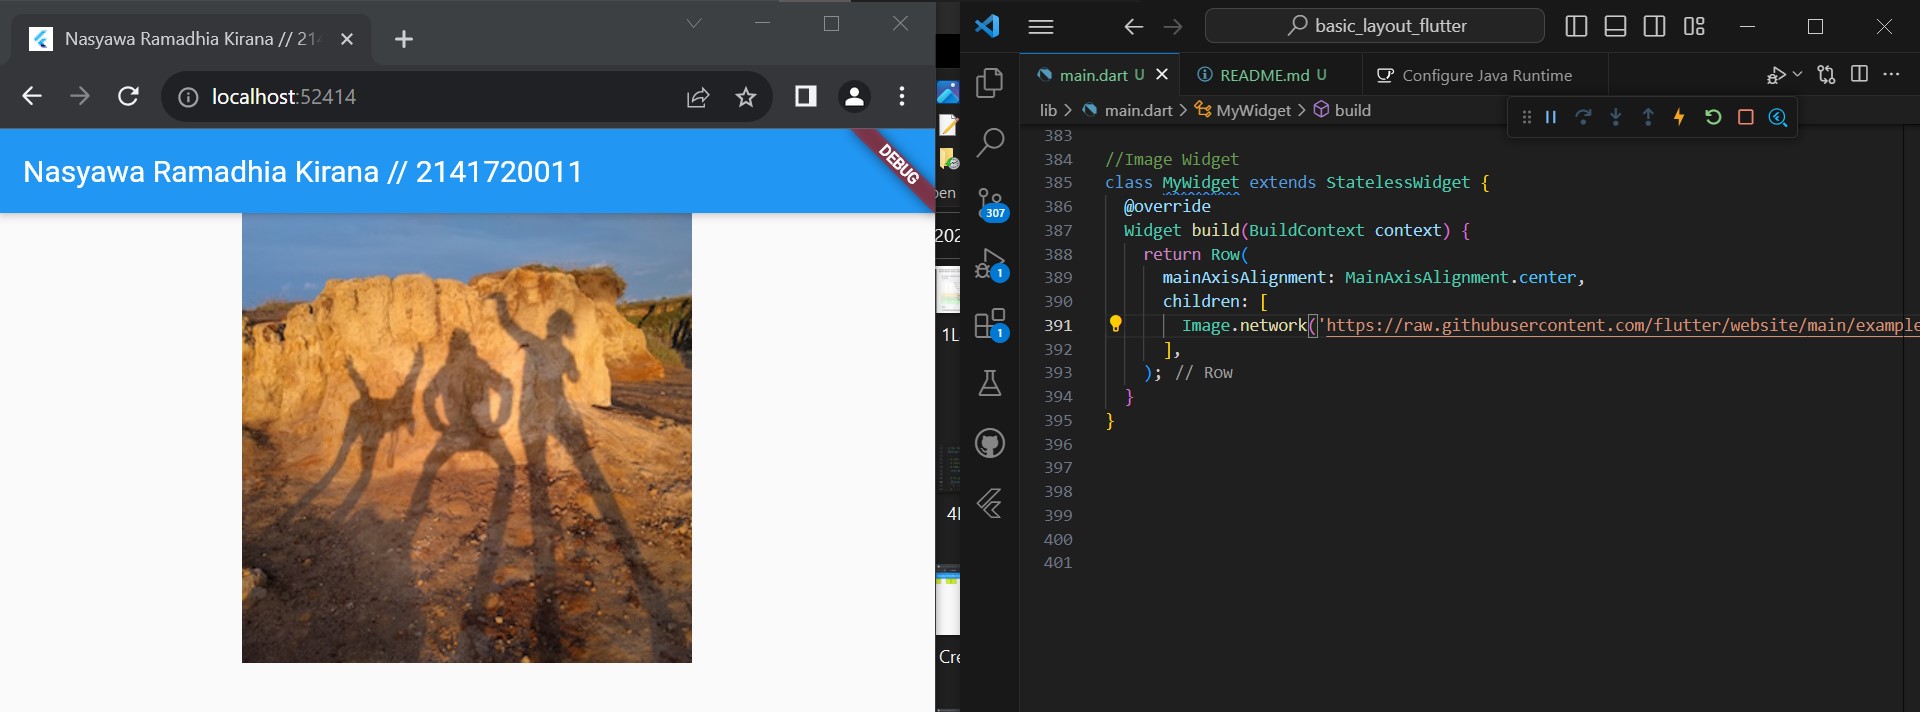 Nasyawa Ramadhia Kirana // 21
localhost:52414
Nasyawa Ramadhia Kirana // 2141720011
DEBUG
202
1L
4l
Cre
basic_layout_flutter
main.dart U
README.md U
Configure Java Runtime
lib > main.dart > MyWidget > build
307
1
1
383
384 //Image Widget
385 class MyWidget extends StatelessWidget {
386 @override
387 Widget build(BuildContext context) {
388 return Row(
389 mainAxisAlignment: MainAxisAlignment.center,
390 children: [
391 Image.network('https://raw.githubusercontent.com/flutter/website/main/example
392 ],
393 ); // Row
394 }
395 }
396
397
398
399
400
401